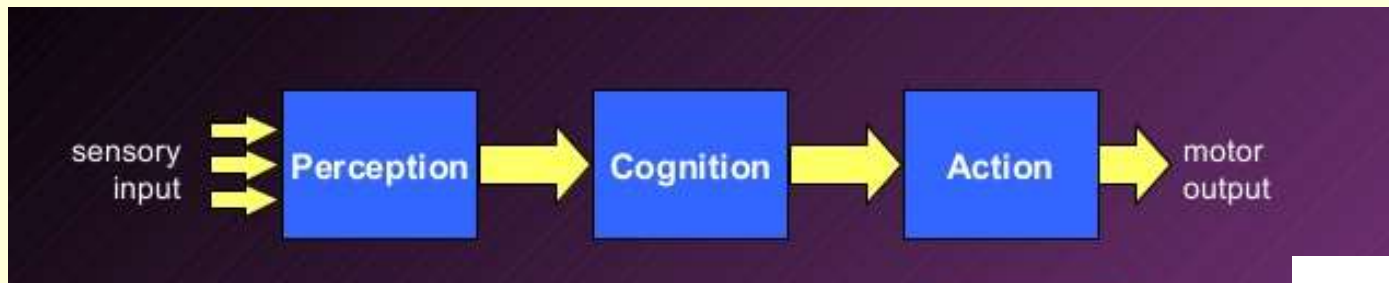 sensory
input
Perception
Cognition
Action
motor
output